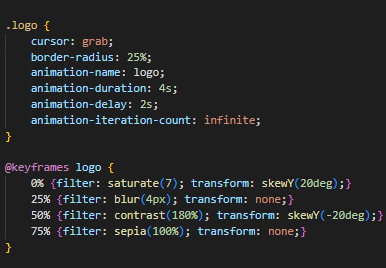 .logo {
    cursor: grab;
    border-radius: 25%;
    animation-name: logo;
    animation-duration: 4s;
    animation-delay: 2s;
    animation-iteration-count: infinite;
}
@keyframes logo {
    0% {filter: saturate(7); transform: skewY(20deg);}
    25% {filter: blur(4px); transform: none;}
    50% {filter: contrast(180%); transform: skewY(-20deg);}
    75% {filter: sepia(100%); transform: none;}
}